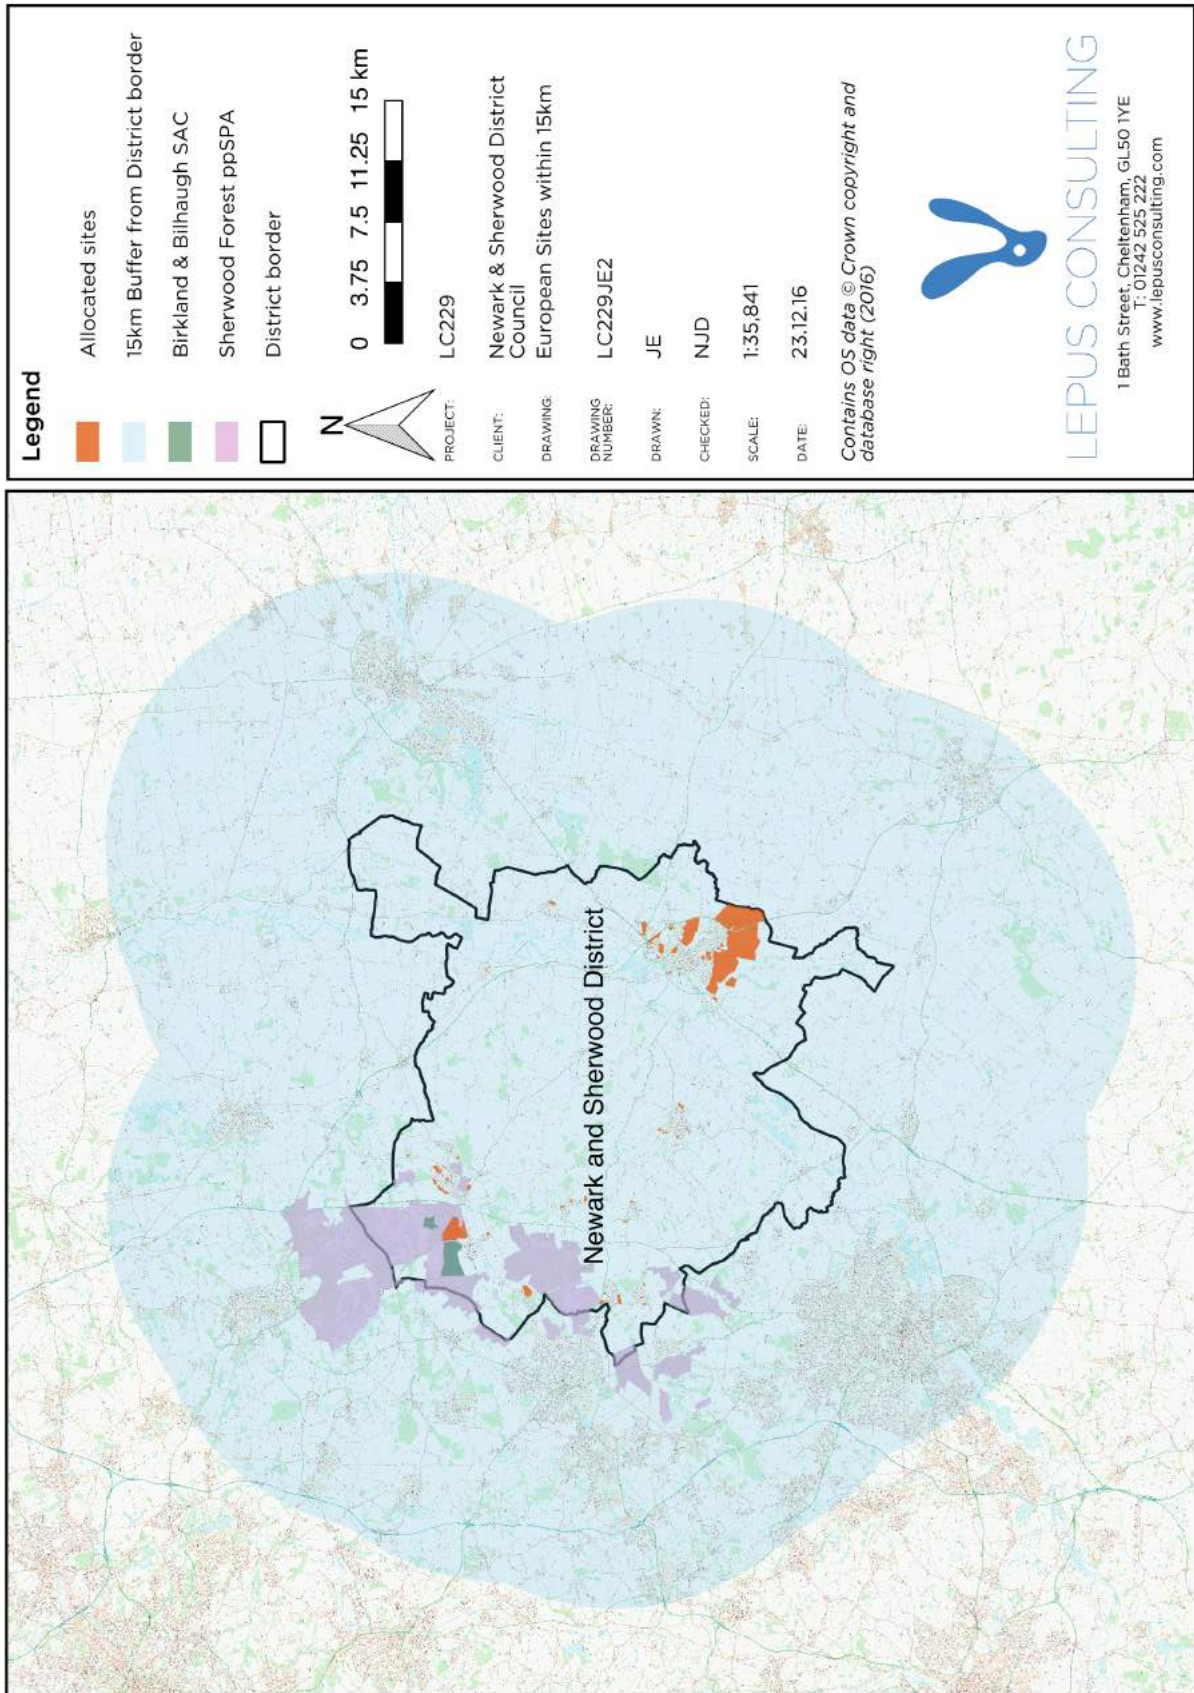 Legend
Allocated sites
15km Buffer from District border
Birkland & Bilhaugh SAC
Sherwood Forest ppSPA
District border
N
0 3.75 7.5 11.25 15 km
PROJECT: LC229
CLIENT: Newark & Sherwood District
Council
DRAWING: European Sites within 15km
DRAWING
NUMBER: LC229JE2
DRAWN: JE
CHECKED: NJD
SCALE: 1:35,841
DATE: 23.12.16
Contains OS data © Crown copyright and
database right (2016)
LEPUS CONSULTING
1 Bath Street, Cheltenham, GL50 1YE
T: 01242 525 222
www.lepusconsulting.com
Newark and Sherwood District